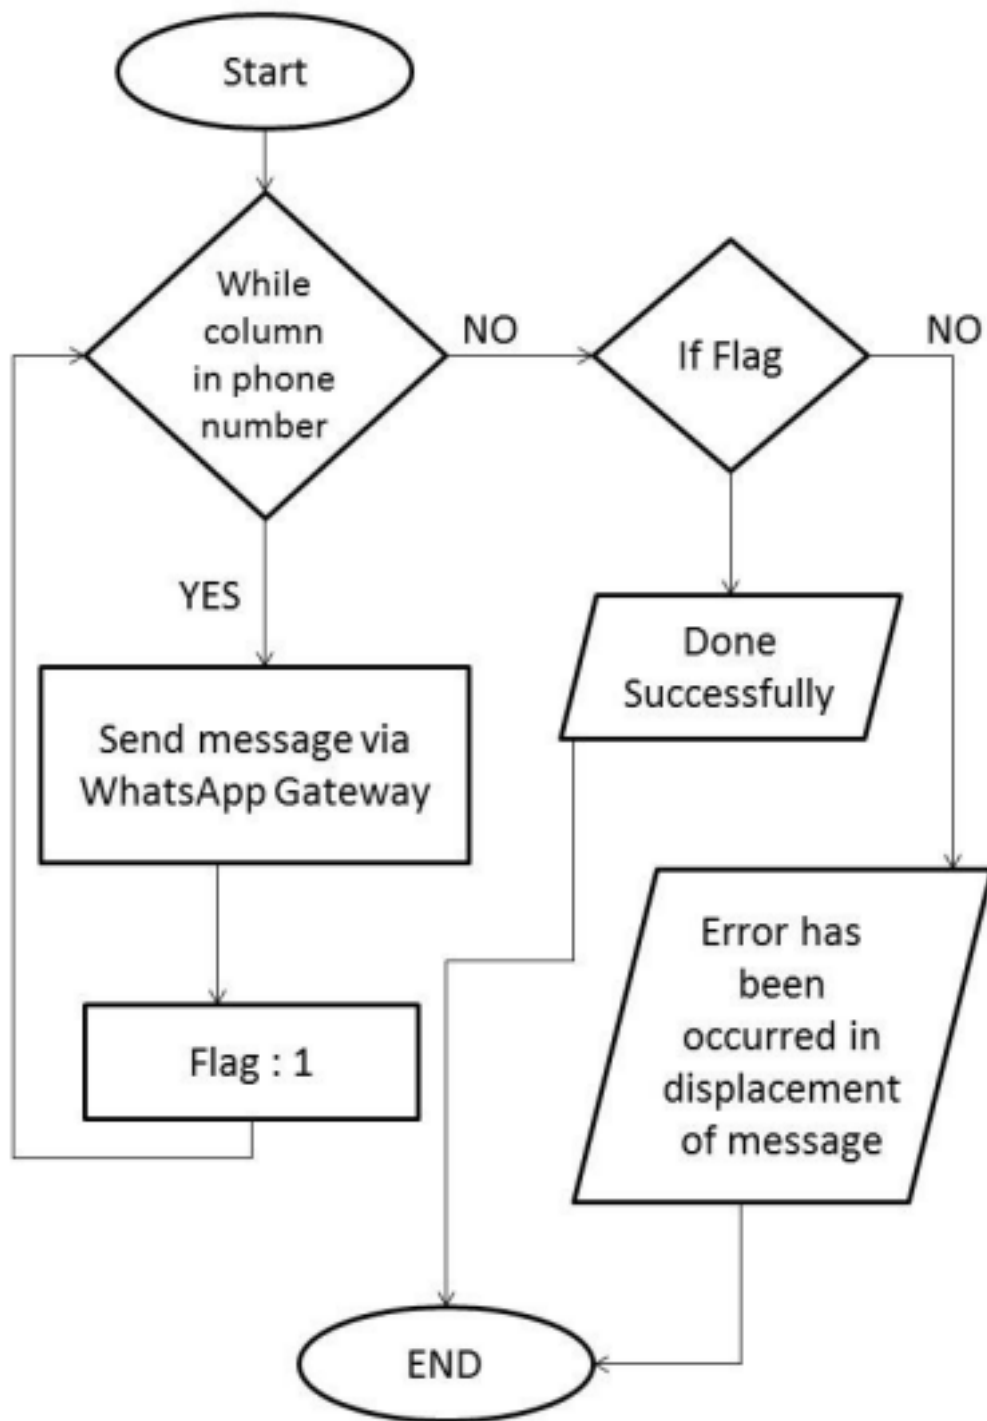 Start
While
column
in phone
number
NO
If Flag
NO
YES
Done
Successfully
Send message via
WhatsApp Gateway
Error has
been
occurred in
displacement
of message
Flag : 1
END